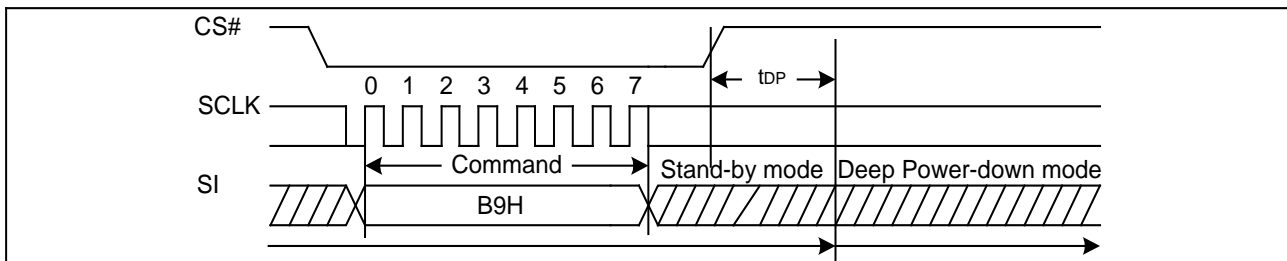 CS#
tDP
0 1 2 3 4 5 6 7
SCLK
Command
Stand-by mode Deep Power-down mode
SI
B9H